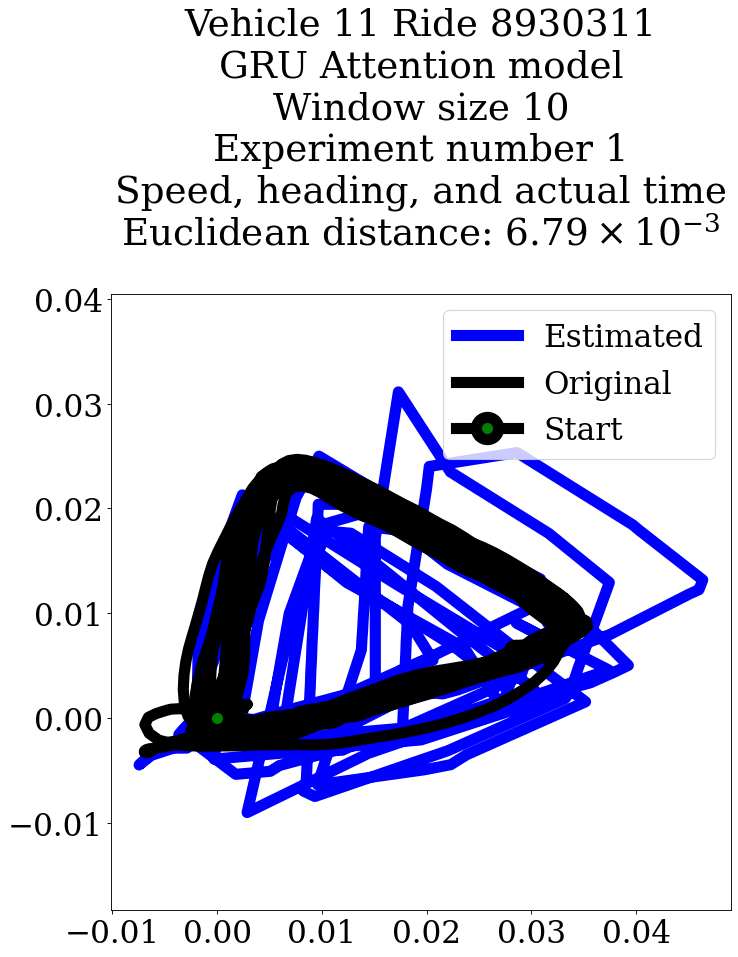 Vehicle 11 Ride 8930311
GRU Attention model
Window size 10
Experiment number 1
Speed, heading, and actual time
Euclidean distance: 6.79 × 10⁻³
0.04
0.03
0.02
0.01
0.00
−0.01
Estimated
Original
Start
−0.01 0.00 0.01 0.02 0.03 0.04